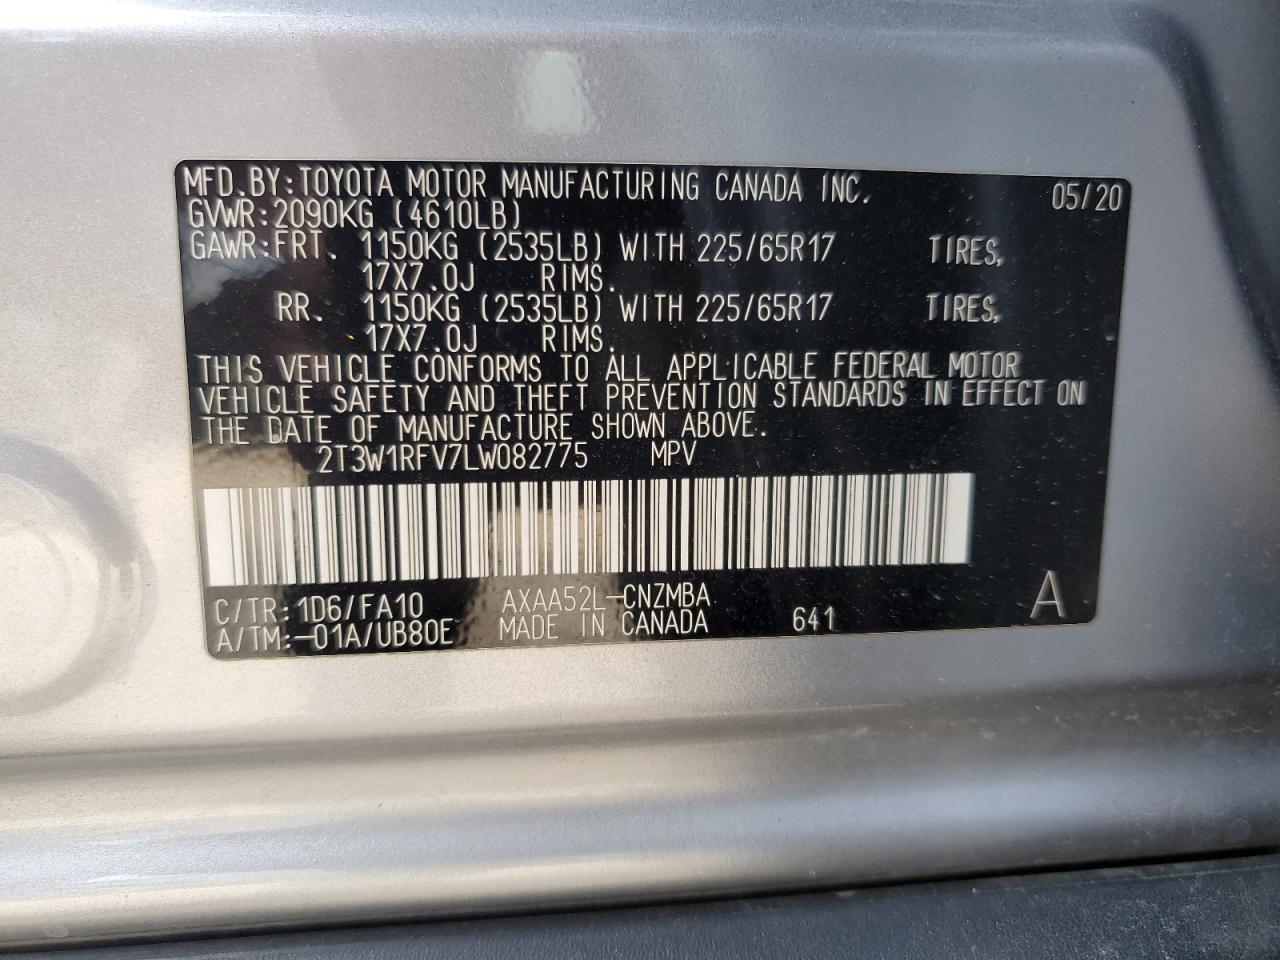 MFD.BY:TOYOTA MOTOR MANUFACTURING CANADA INC. 05/20
GVWR:2090KG (4610LB)
GAWR:FRT. 1150KG (2535LB) WITH 225/65R17 TIRES,
17X7.0J RIMS.
RR. 1150KG (2535LB) WITH 225/65R17 TIRES,
17X7.0J RIMS.
THIS VEHICLE CONFORMS TO ALL APPLICABLE FEDERAL MOTOR
VEHICLE SAFETY AND THEFT PREVENTION STANDARDS IN EFFECT ON
THE DATE OF MANUFACTURE SHOWN ABOVE.
2T3W1RFV7LW082775 MPV
C/TR:1D6/FA10 AXAA52L-CNZMBA A
A/TM:-01A/UB80E MADE IN CANADA 641